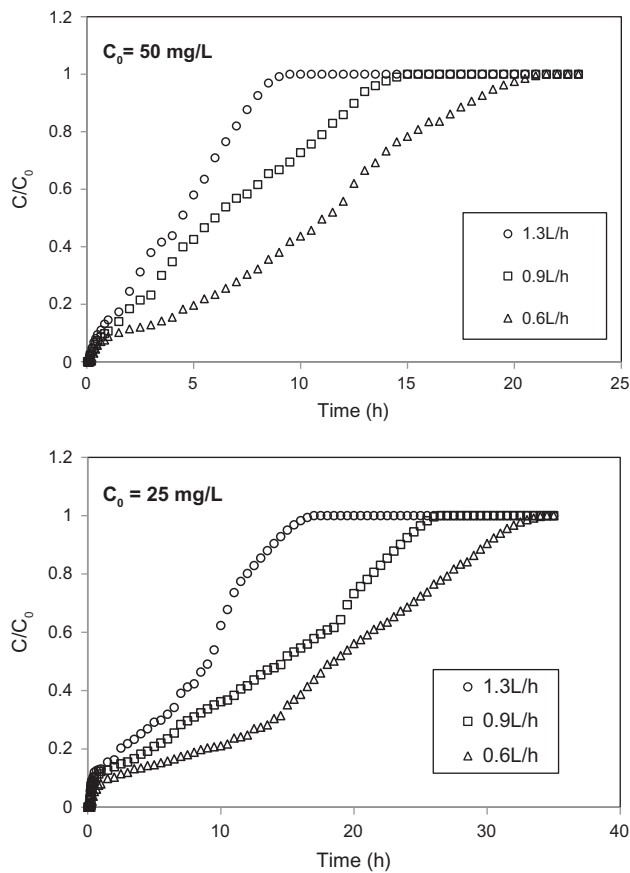 C₀= 50 mg/L
C/C₀
1.2
1
0.8
0.6
0.4
0.2
0
0 5 10 15 20 25
Time (h)
1.3L/h
0.9L/h
0.6L/h
C₀ = 25 mg/L
C/C₀
1.2
1
0.8
0.6
0.4
0.2
0
0 10 20 30 40
Time (h)
1.3L/h
0.9L/h
0.6L/h